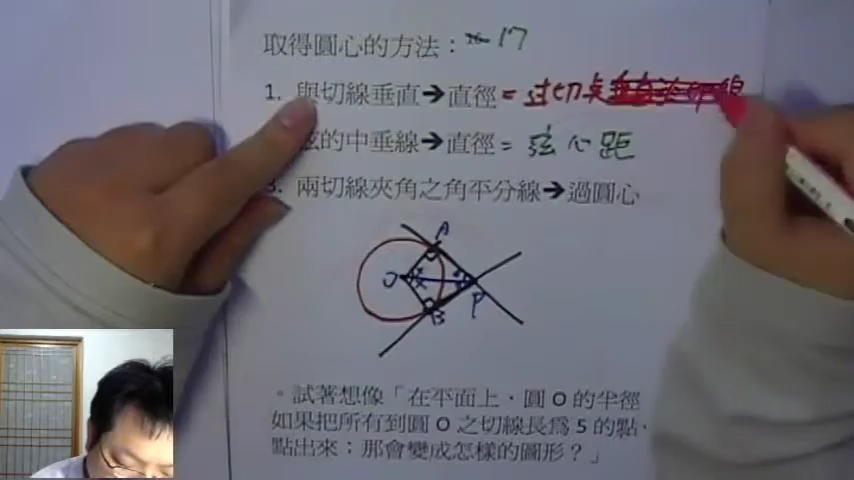 取得圓心的方法：17
1. 與切線垂直→直徑 = 过切点
弦的中垂線→直徑 = 弦心距
3. 兩切線夾角之角平分線→過圓心
A
O
P
B
。試著想像「在平面上，圓 O 的半徑
如果把所有到圓 O 之切線長為 5 的點，
點出來；那會變成怎樣的圖形？」